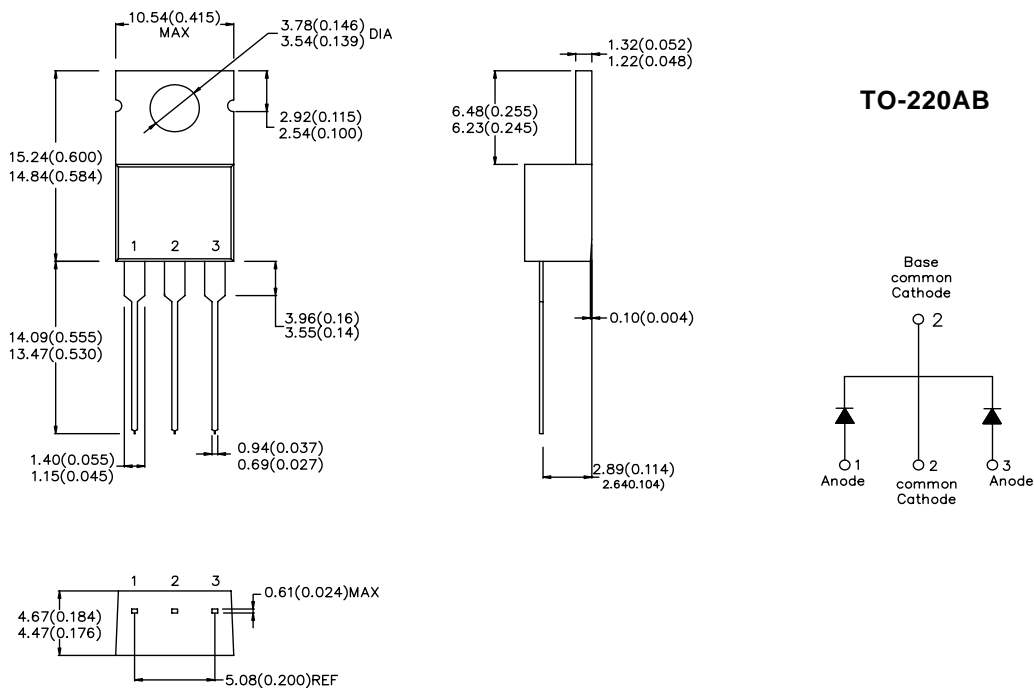 10.54(0.415)
MAX
3.78(0.146)
3.54(0.139) DIA
2.92(0.115)
2.54(0.100)
15.24(0.600)
14.84(0.584)
1 2 3
3.96(0.16)
3.55(0.14)
14.09(0.555)
13.47(0.530)
1.40(0.055)
1.15(0.045)
0.94(0.037)
0.69(0.027)
1.32(0.052)
1.22(0.048)
6.48(0.255)
6.23(0.245)
0.10(0.004)
2.89(0.114)
2.640.104)
TO-220AB
Base
common
Cathode
2
1
Anode
2
common
Cathode
3
Anode
1 2 3
0.61(0.024)MAX
4.67(0.184)
4.47(0.176)
5.08(0.200)REF